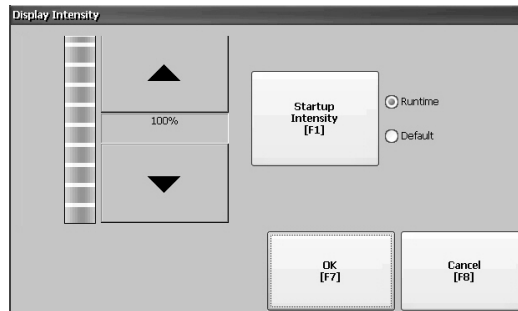 Display Intensity
100%
Startup
Intensity
[F1]
Runtime
Default
OK
[F7]
Cancel
[F8]